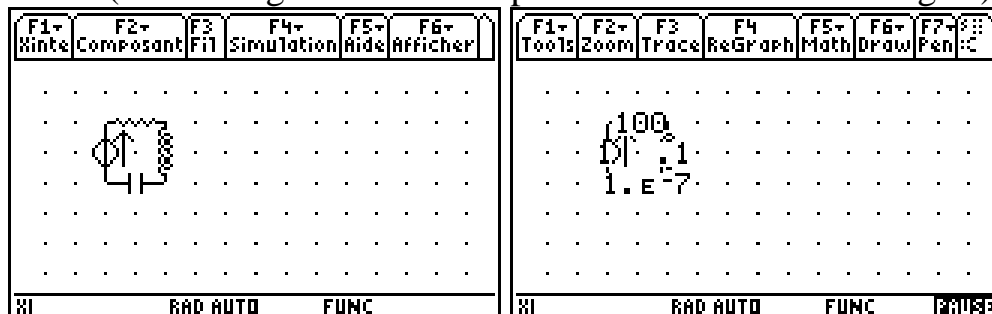 F1 F2 F3 F4 F5 F6
Xinte Composant Fil Simulation Aide Afficher
XI RAD AUTO FUNC
F1 F2 F3 F4 F5 F6 F7
Tools Zoom Trace ReGraph Math Draw Pen :C
100
.1
1.E-7
XI RAD AUTO FUNC PAUSE